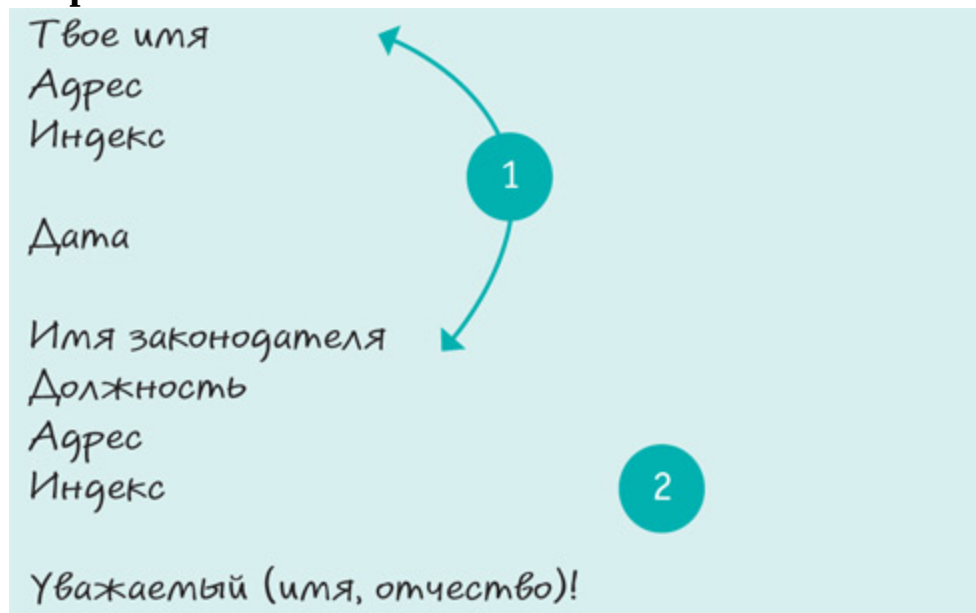 Твое имя
Адрес
Индекс
1
Дата
Имя законодателя
Должность
Адрес
Индекс
2
Уважаемый (имя, отчество)!